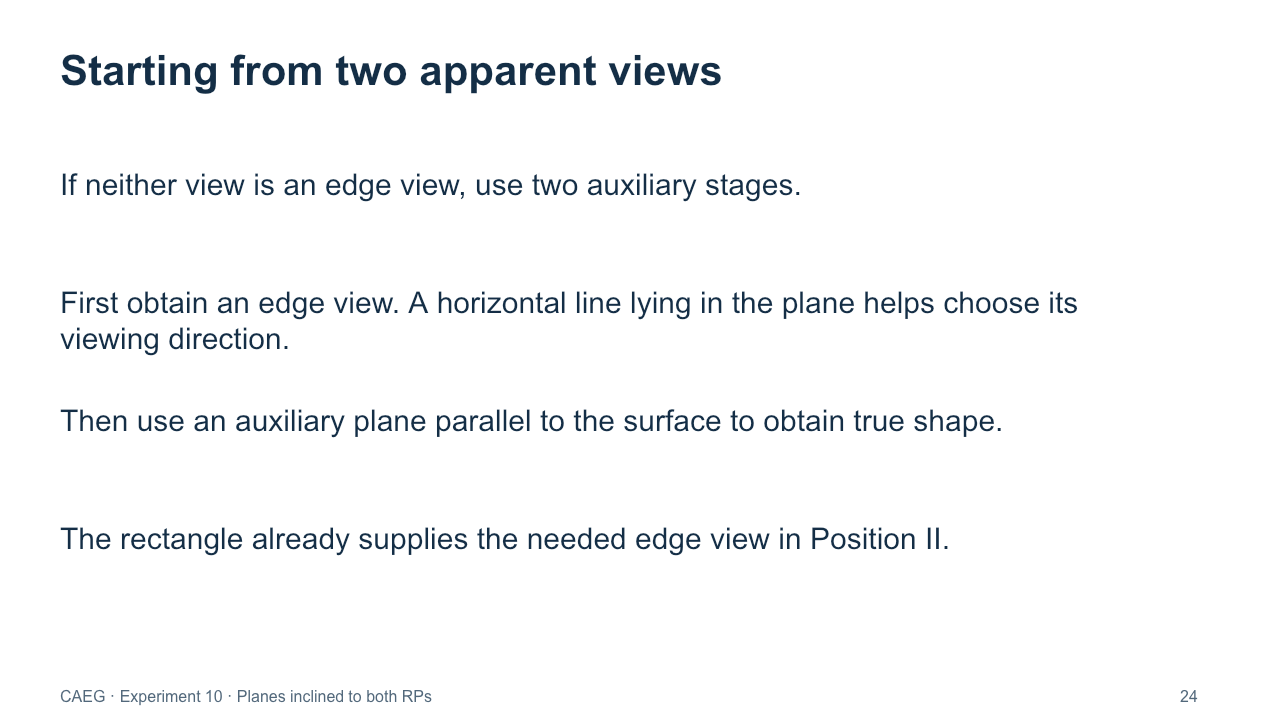 Starting from two apparent views
If neither view is an edge view, use two auxiliary stages.
First obtain an edge view. A horizontal line lying in the plane helps choose its
viewing direction.
Then use an auxiliary plane parallel to the surface to obtain true shape.
The rectangle already supplies the needed edge view in Position II.
CAEG · Experiment 10 · Planes inclined to both RPs
24